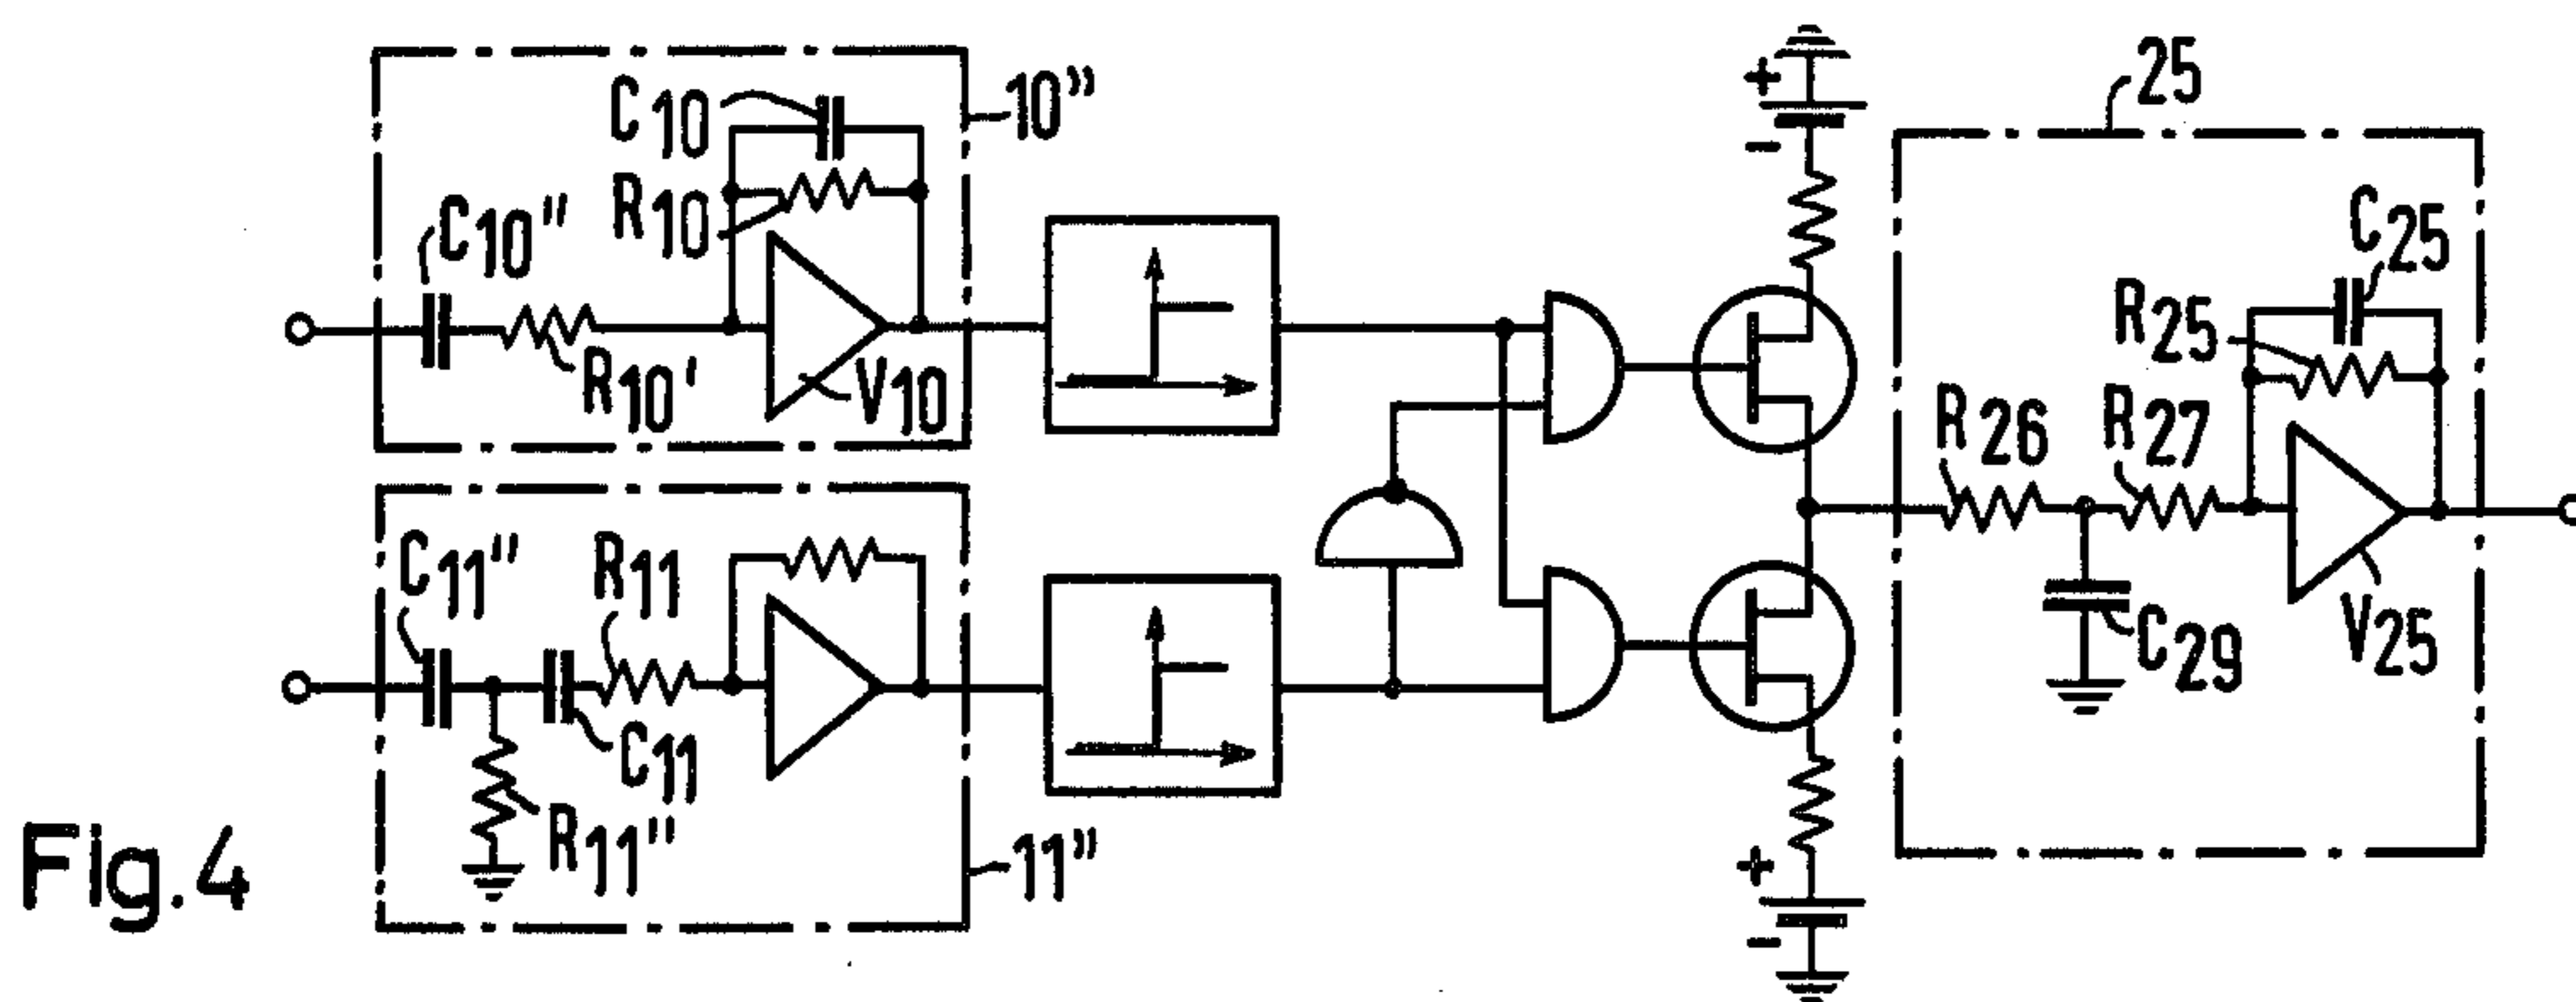 C10
10"
R10
C10"
R10'
V10
+
-
25
C25
R25
R26
R27
V25
C29
C11"
R11
C11
R11"
11"
+
-
Fig.4